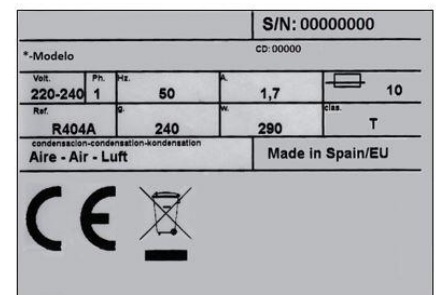 S/N: 00000000
*-Modelo
CD: 00000
Volt. Ph. Hz. A.
220-240 1 50 1,7 10
Ref. g. w. clas.
R404A 240 290 T
condensacion-condensation-kondensation
Aire - Air - Luft
Made in Spain/EU
CE